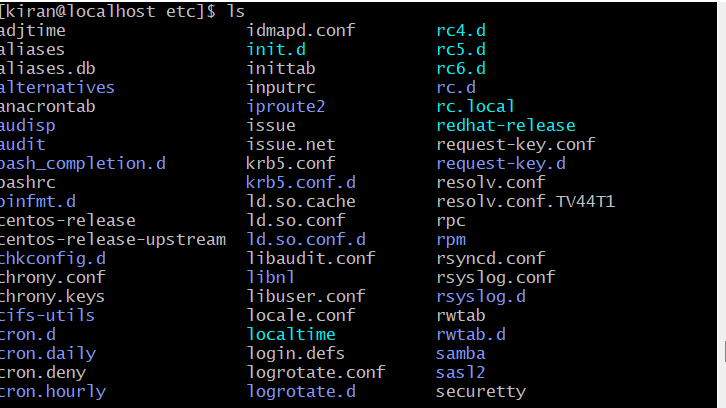 [kiran@localhost etc]$ ls
adjtime idmapd.conf rc4.d
aliases init.d rc5.d
aliases.db inittab rc6.d
alternatives inputrc rc.d
anacrontab iproute2 rc.local
audisp issue redhat-release
audit issue.net request-key.conf
bash_completion.d krb5.conf request-key.d
bashrc krb5.conf.d resolv.conf
binfmt.d ld.so.cache resolv.conf.TV44T1
centos-release ld.so.conf rpc
centos-release-upstream ld.so.conf.d rpm
chkconfig.d libaudit.conf rsyncd.conf
chrony.conf libnl rsyslog.conf
chrony.keys libuser.conf rsyslog.d
cifs-utils locale.conf rwtab
cron.d localtime rwtab.d
cron.daily login.defs samba
cron.deny logrotate.conf sasl2
cron.hourly logrotate.d securetty